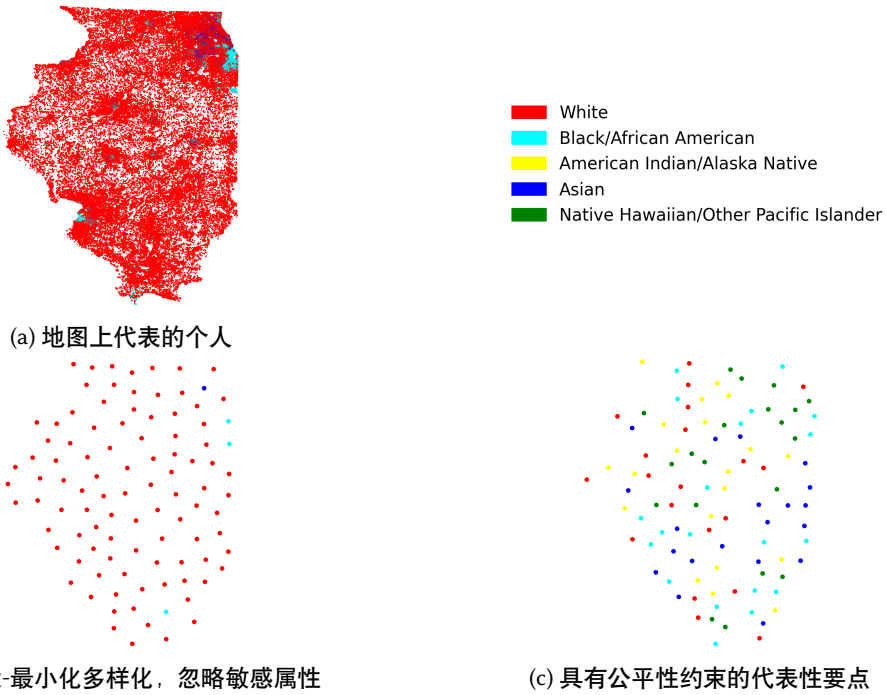 White
Black/African American
American Indian/Alaska Native
Asian
Native Hawaiian/Other Pacific Islander
(a) 地图上代表的个人
-最小化多样化，忽略敏感属性
(c) 具有公平性约束的代表性要点